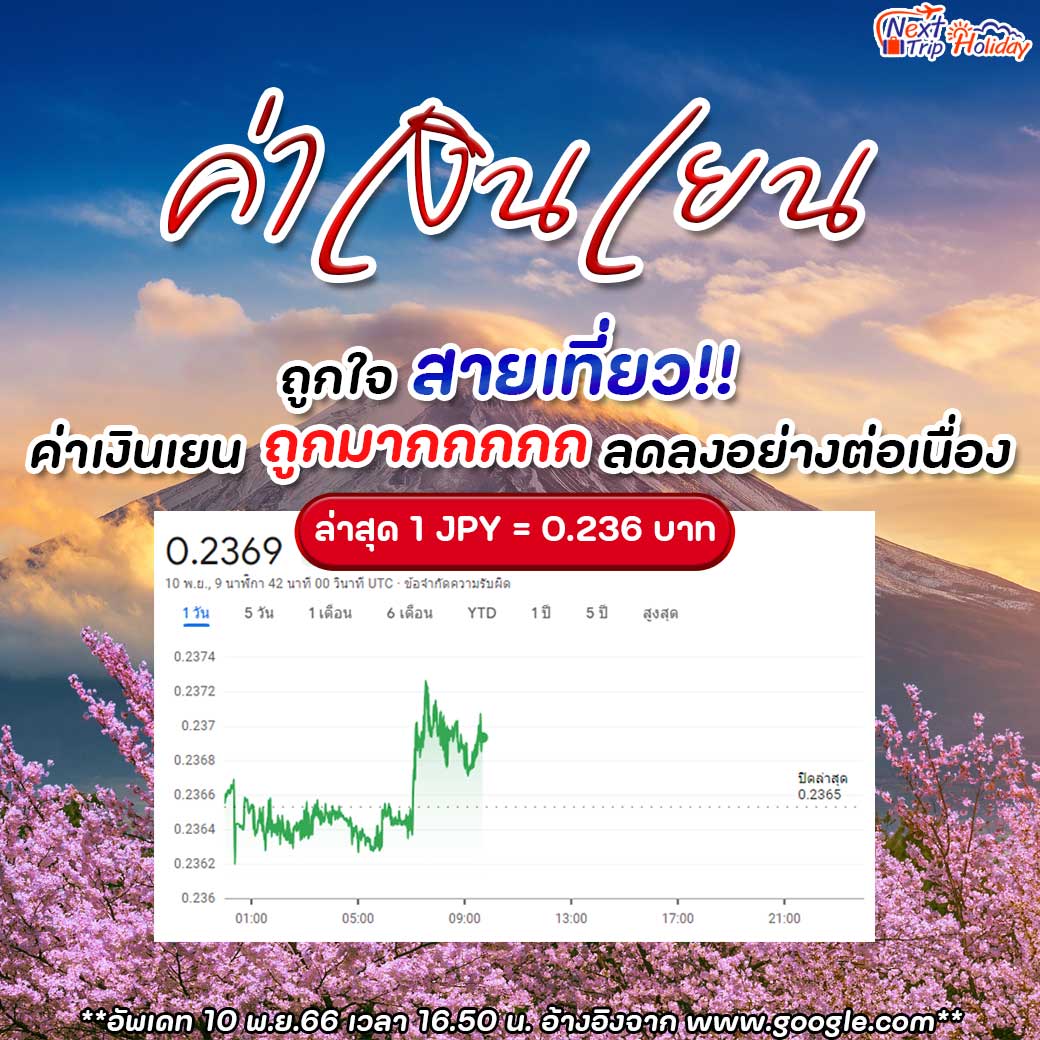 Next Trip Holiday
ค่าเงินเยน
ถูกใจ สายเที่ยว!!
ค่าเงินเยน ถูกมากกกกกก ลดลงอย่างต่อเนื่อง
ล่าสุด 1 JPY = 0.236 บาท
0.2369
10 พ.ย., 9 นาฬิกา 42 นาที 00 วินาที UTC · ข้อจำกัดความรับผิด
1 วัน 5 วัน 1 เดือน 6 เดือน YTD 1 ปี 5 ปี สูงสุด
0.2374
0.2372
0.237
0.2368
0.2366
0.2364
0.2362
0.236
ปิดล่าสุด
0.2365
01:00 05:00 09:00 13:00 17:00 21:00
**อัพเดท 10 พ.ย.66 เวลา 16.50 น. อ้างอิงจาก www.google.com**